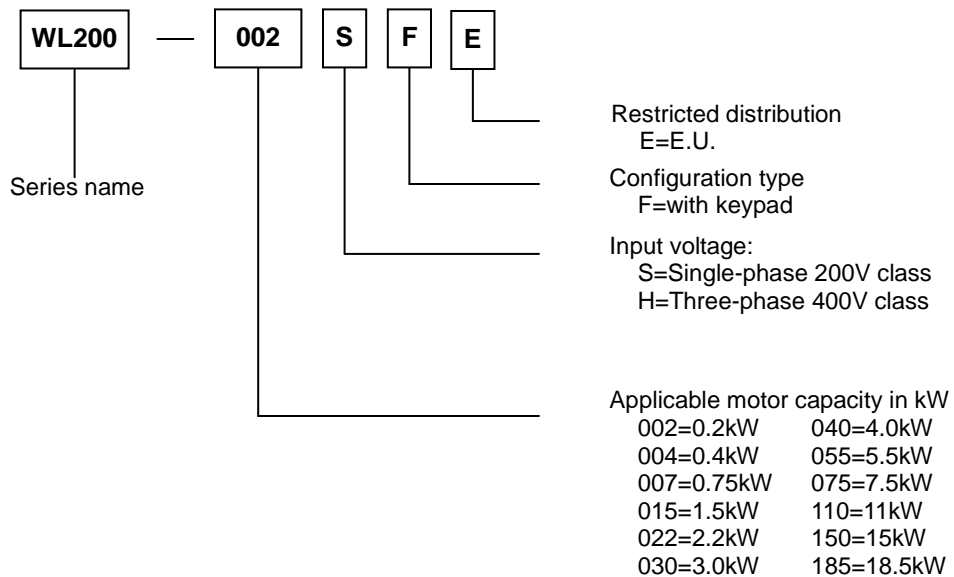 WL200 — 002 S F E
Restricted distribution
E=E.U.
Series name
Configuration type
F=with keypad
Input voltage:
S=Single-phase 200V class
H=Three-phase 400V class
Applicable motor capacity in kW
002=0.2kW 040=4.0kW
004=0.4kW 055=5.5kW
007=0.75kW 075=7.5kW
015=1.5kW 110=11kW
022=2.2kW 150=15kW
030=3.0kW 185=18.5kW